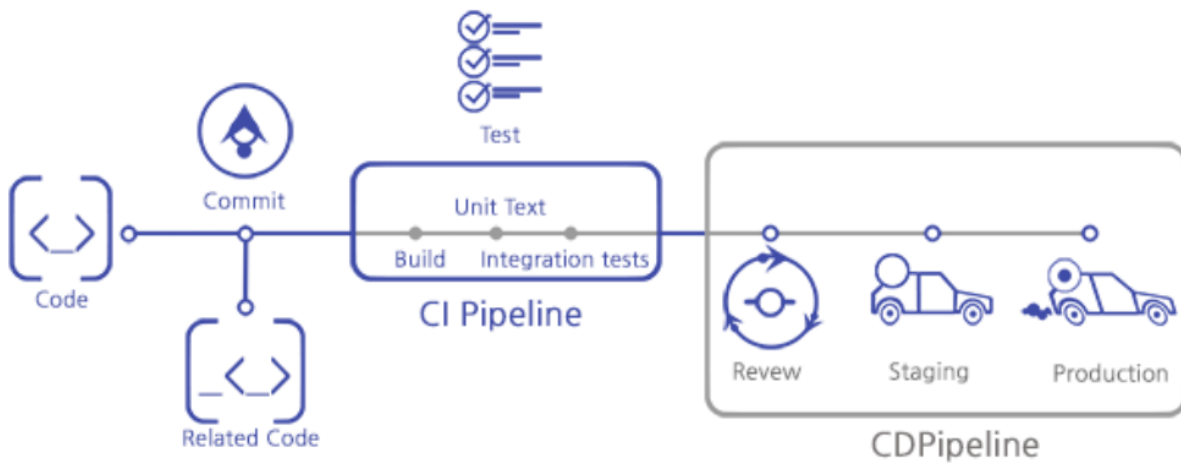 Test
Commit
Unit Text
Build
Integration tests
Code
CI Pipeline
Related Code
Revew
Staging
Production
CDPipeline